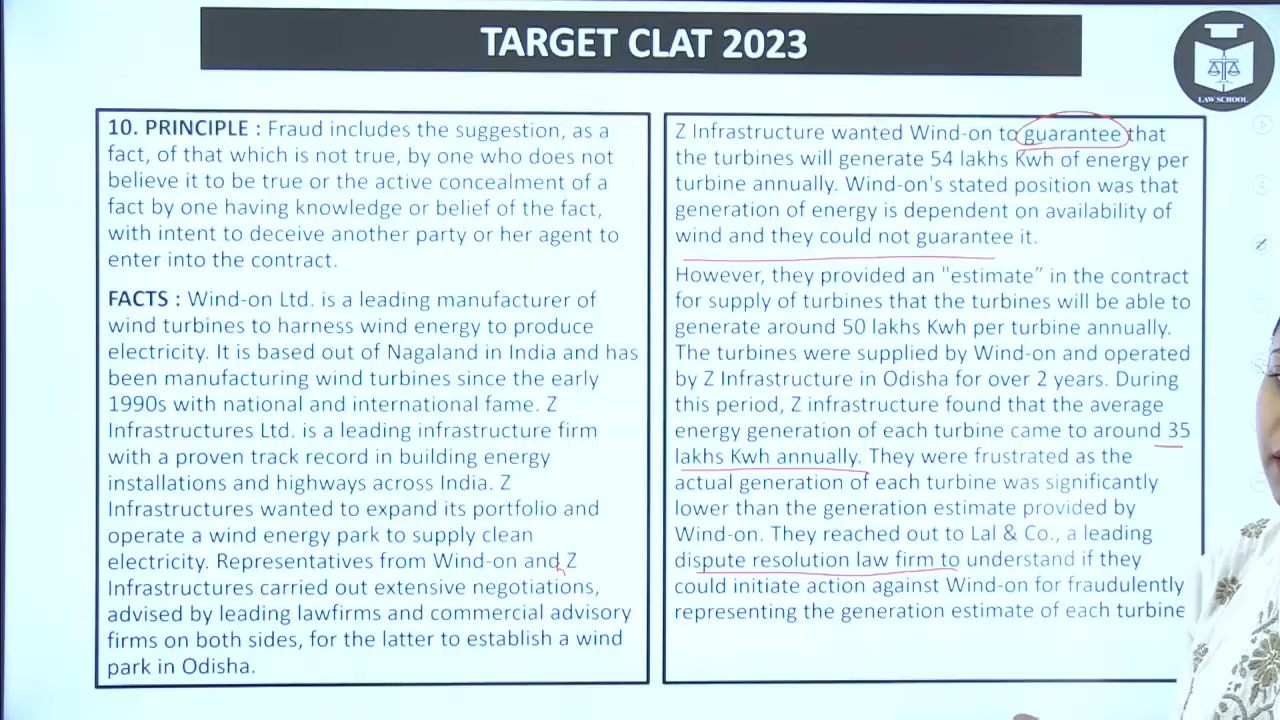 TARGET CLAT 2023
LAW SCHOOL
10. PRINCIPLE : Fraud includes the suggestion, as a
fact, of that which is not true, by one who does not
believe it to be true or the active concealment of a
fact by one having knowledge or belief of the fact,
with intent to deceive another party or her agent to
enter into the contract.
FACTS : Wind-on Ltd. is a leading manufacturer of
wind turbines to harness wind energy to produce
electricity. It is based out of Nagaland in India and has
been manufacturing wind turbines since the early
1990s with national and international fame. Z
Infrastructures Ltd. is a leading infrastructure firm
with a proven track record in building energy
installations and highways across India. Z
Infrastructures wanted to expand its portfolio and
operate a wind energy park to supply clean
electricity. Representatives from Wind-on and Z
Infrastructures carried out extensive negotiations,
advised by leading lawfirms and commercial advisory
firms on both sides, for the latter to establish a wind
park in Odisha.
Z Infrastructure wanted Wind-on to guarantee that
the turbines will generate 54 lakhs Kwh of energy per
turbine annually. Wind-on's stated position was that
generation of energy is dependent on availability of
wind and they could not guarantee it.
However, they provided an "estimate” in the contract
for supply of turbines that the turbines will be able to
generate around 50 lakhs Kwh per turbine annually.
The turbines were supplied by Wind-on and operated
by Z Infrastructure in Odisha for over 2 years. During
this period, Z infrastructure found that the average
energy generation of each turbine came to around 35
lakhs Kwh annually. They were frustrated as the
actual generation of each turbine was significantly
lower than the generation estimate provided by
Wind-on. They reached out to Lal & Co., a leading
dispute resolution law firm to understand if they
could initiate action against Wind-on for fraudulently
representing the generation estimate of each turbine